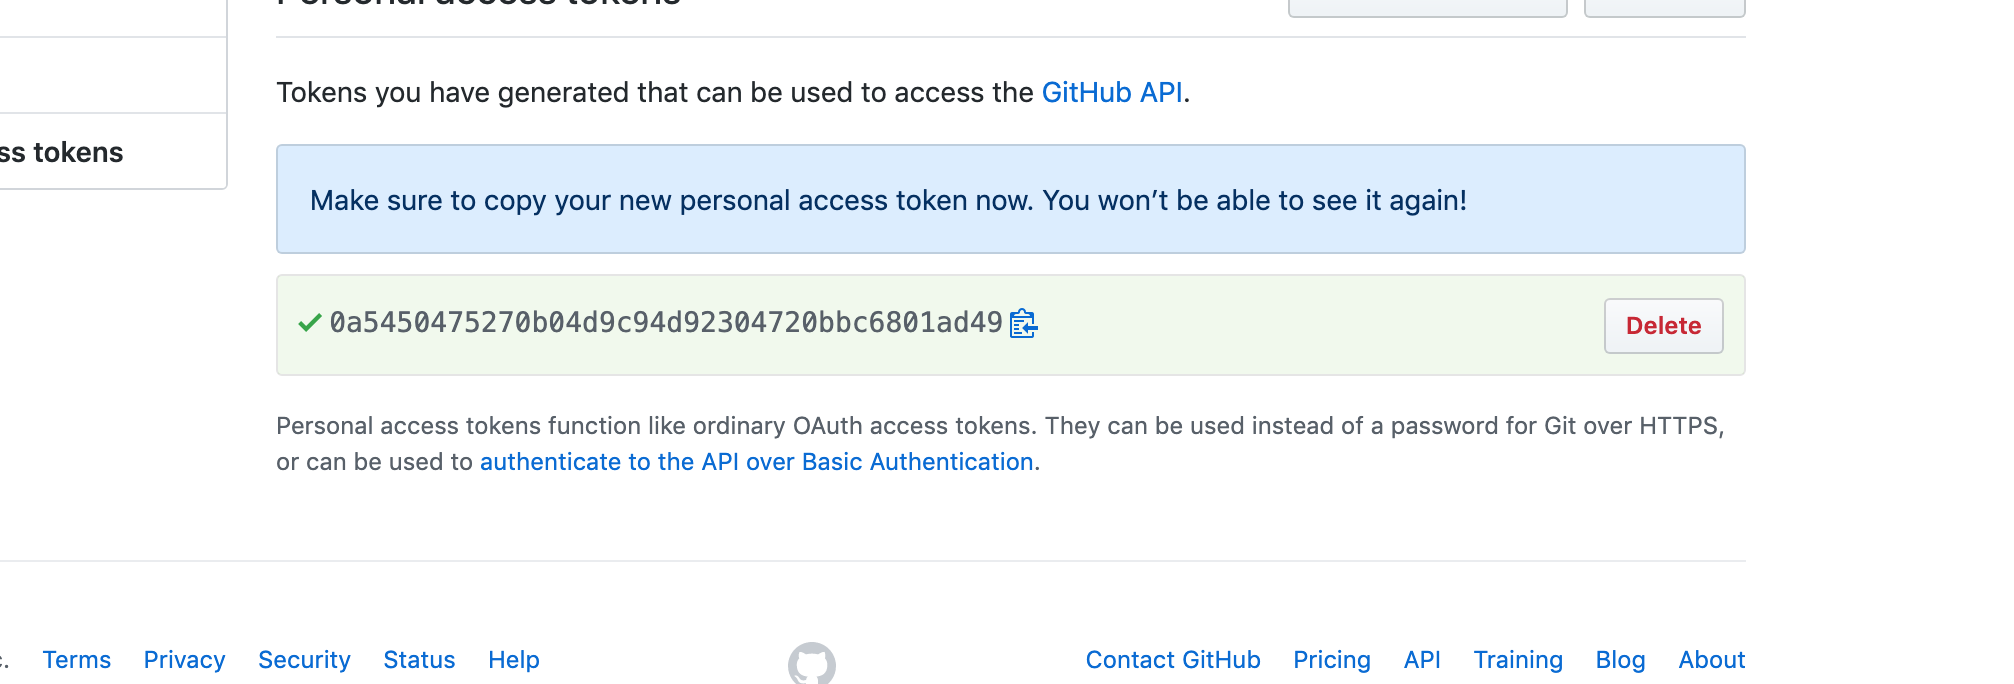 Personal access tokens
Tokens you have generated that can be used to access the GitHub API.
ss tokens
Make sure to copy your new personal access token now. You won’t be able to see it again!
0a5450475270b04d9c94d92304720bbc6801ad49
Delete
Personal access tokens function like ordinary OAuth access tokens. They can be used instead of a password for Git over HTTPS,
or can be used to authenticate to the API over Basic Authentication.
c. Terms Privacy Security Status Help Contact GitHub Pricing API Training Blog About